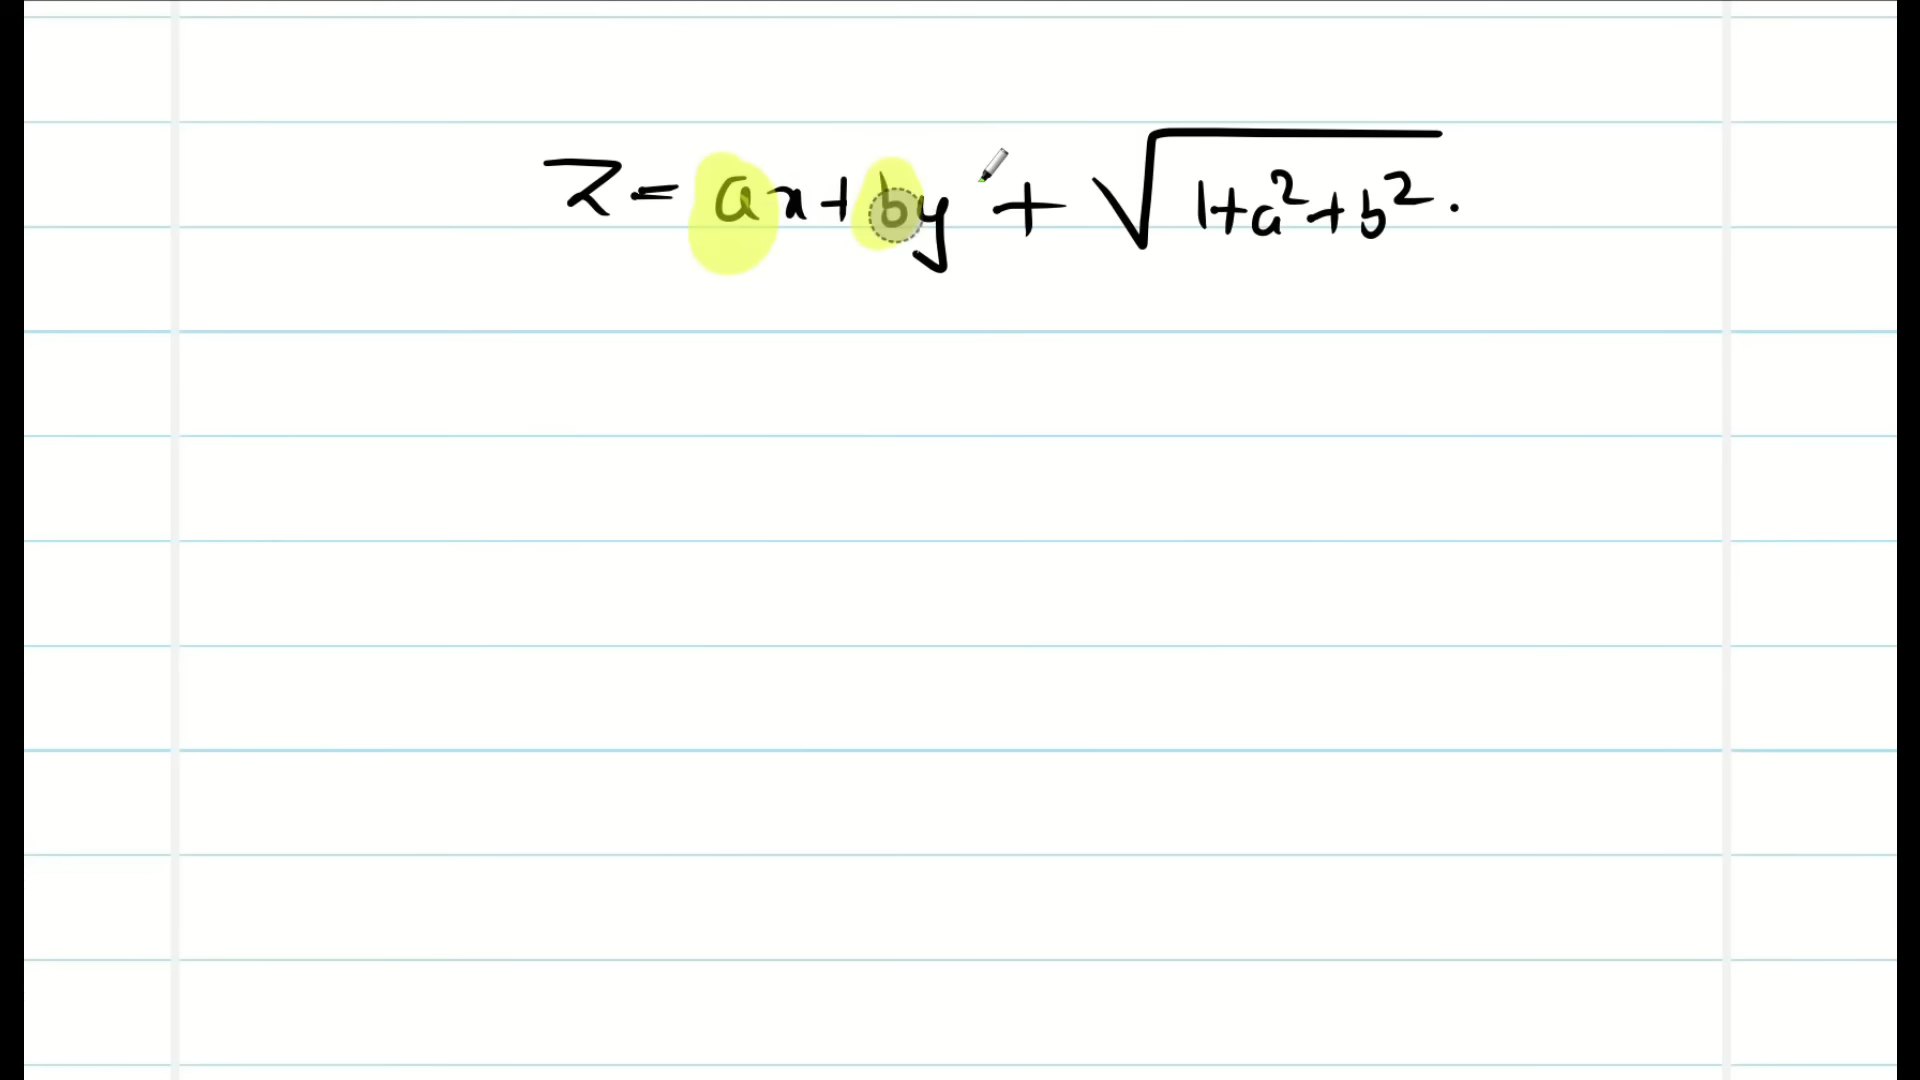 z = ax + by + √(1+a²+b²).